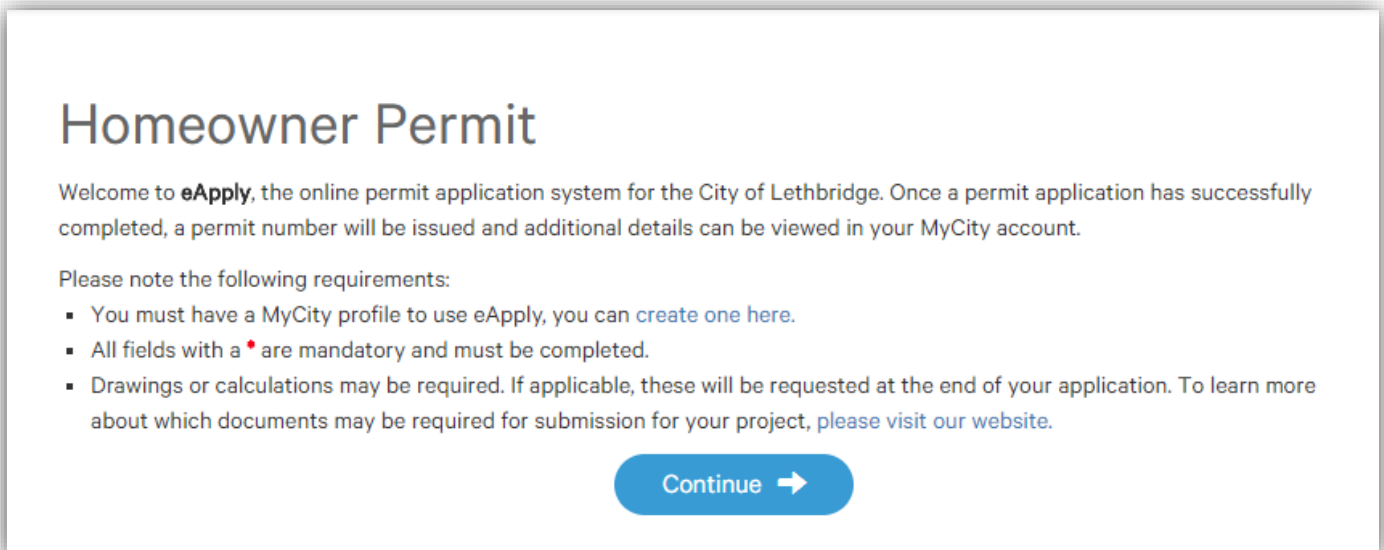 Homeowner Permit
Welcome to eApply, the online permit application system for the City of Lethbridge. Once a permit application has successfully
completed, a permit number will be issued and additional details can be viewed in your MyCity account.
Please note the following requirements:
▪ You must have a MyCity profile to use eApply, you can create one here.
▪ All fields with a * are mandatory and must be completed.
▪ Drawings or calculations may be required. If applicable, these will be requested at the end of your application. To learn more
about which documents may be required for submission for your project, please visit our website.
Continue